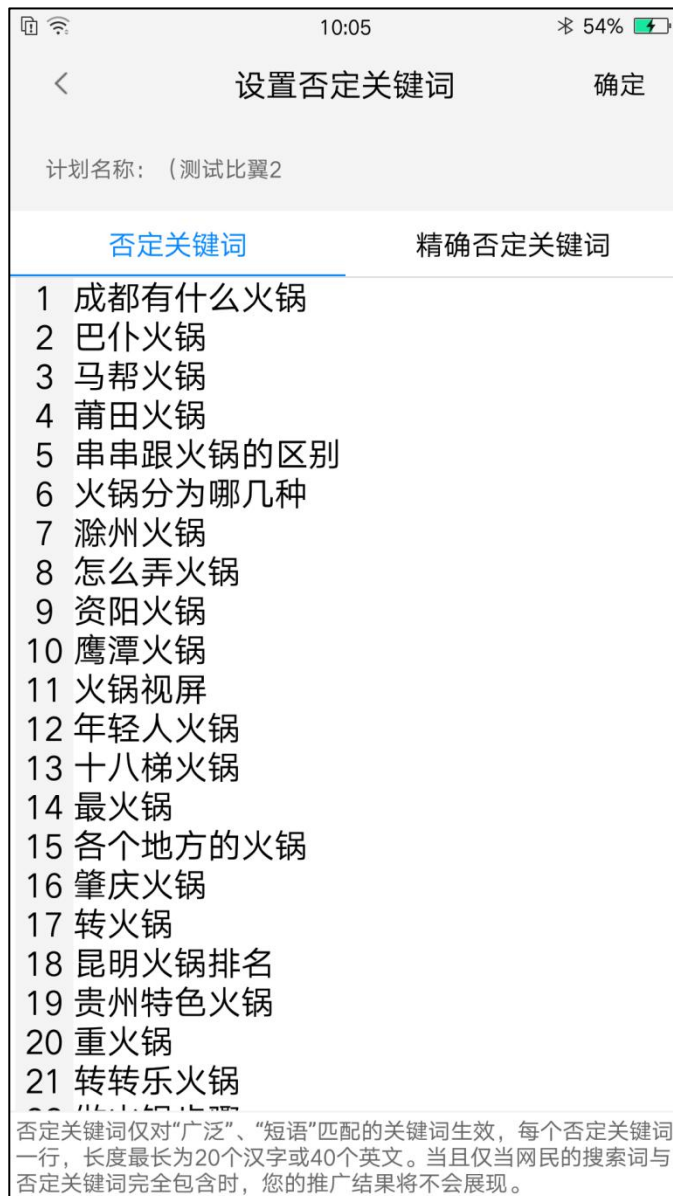 10:05
54%
设置否定关键词
确定
计划名称：（测试比翼2
否定关键词
精确否定关键词
1 成都有什么火锅
2 巴仆火锅
3 马帮火锅
4 莆田火锅
5 串串跟火锅的区别
6 火锅分为哪几种
7 滁州火锅
8 怎么弄火锅
9 资阳火锅
10 鹰潭火锅
11 火锅视屏
12 年轻人火锅
13 十八梯火锅
14 最火锅
15 各个地方的火锅
16 肇庆火锅
17 转火锅
18 昆明火锅排名
19 贵州特色火锅
20 重火锅
21 转转乐火锅
否定关键词仅对“广泛”、“短语”匹配的关键词生效，每个否定关键词
一行，长度最长为20个汉字或40个英文。当且仅当网民的搜索词与
否定关键词完全包含时，您的推广结果将不会展现。